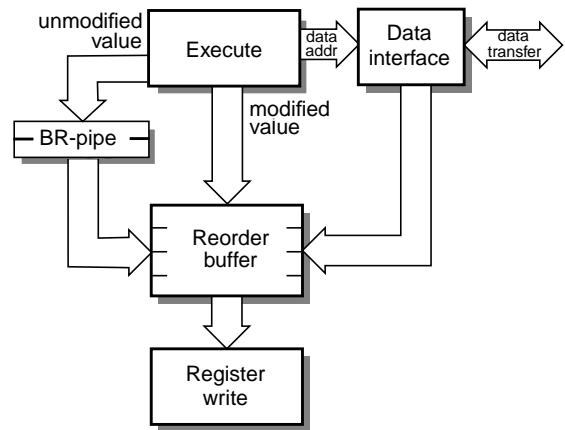 unmodified
value
Execute
data
addr
Data
interface
data
transfer
modified
value
BR-pipe
Reorder
buffer
Register
write